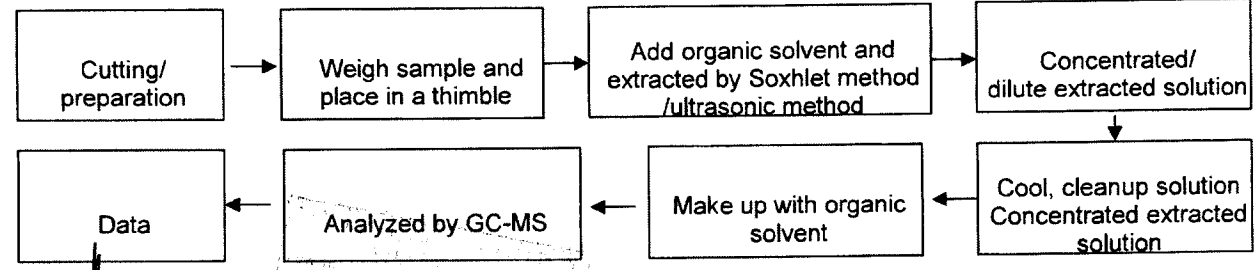 Cutting/
preparation
Weigh sample and
place in a thimble
Add organic solvent and
extracted by Soxhlet method
/ultrasonic method
Concentrated/
dilute extracted solution
Cool, cleanup solution
Concentrated extracted
solution
Make up with organic
solvent
Analyzed by GC-MS
Data